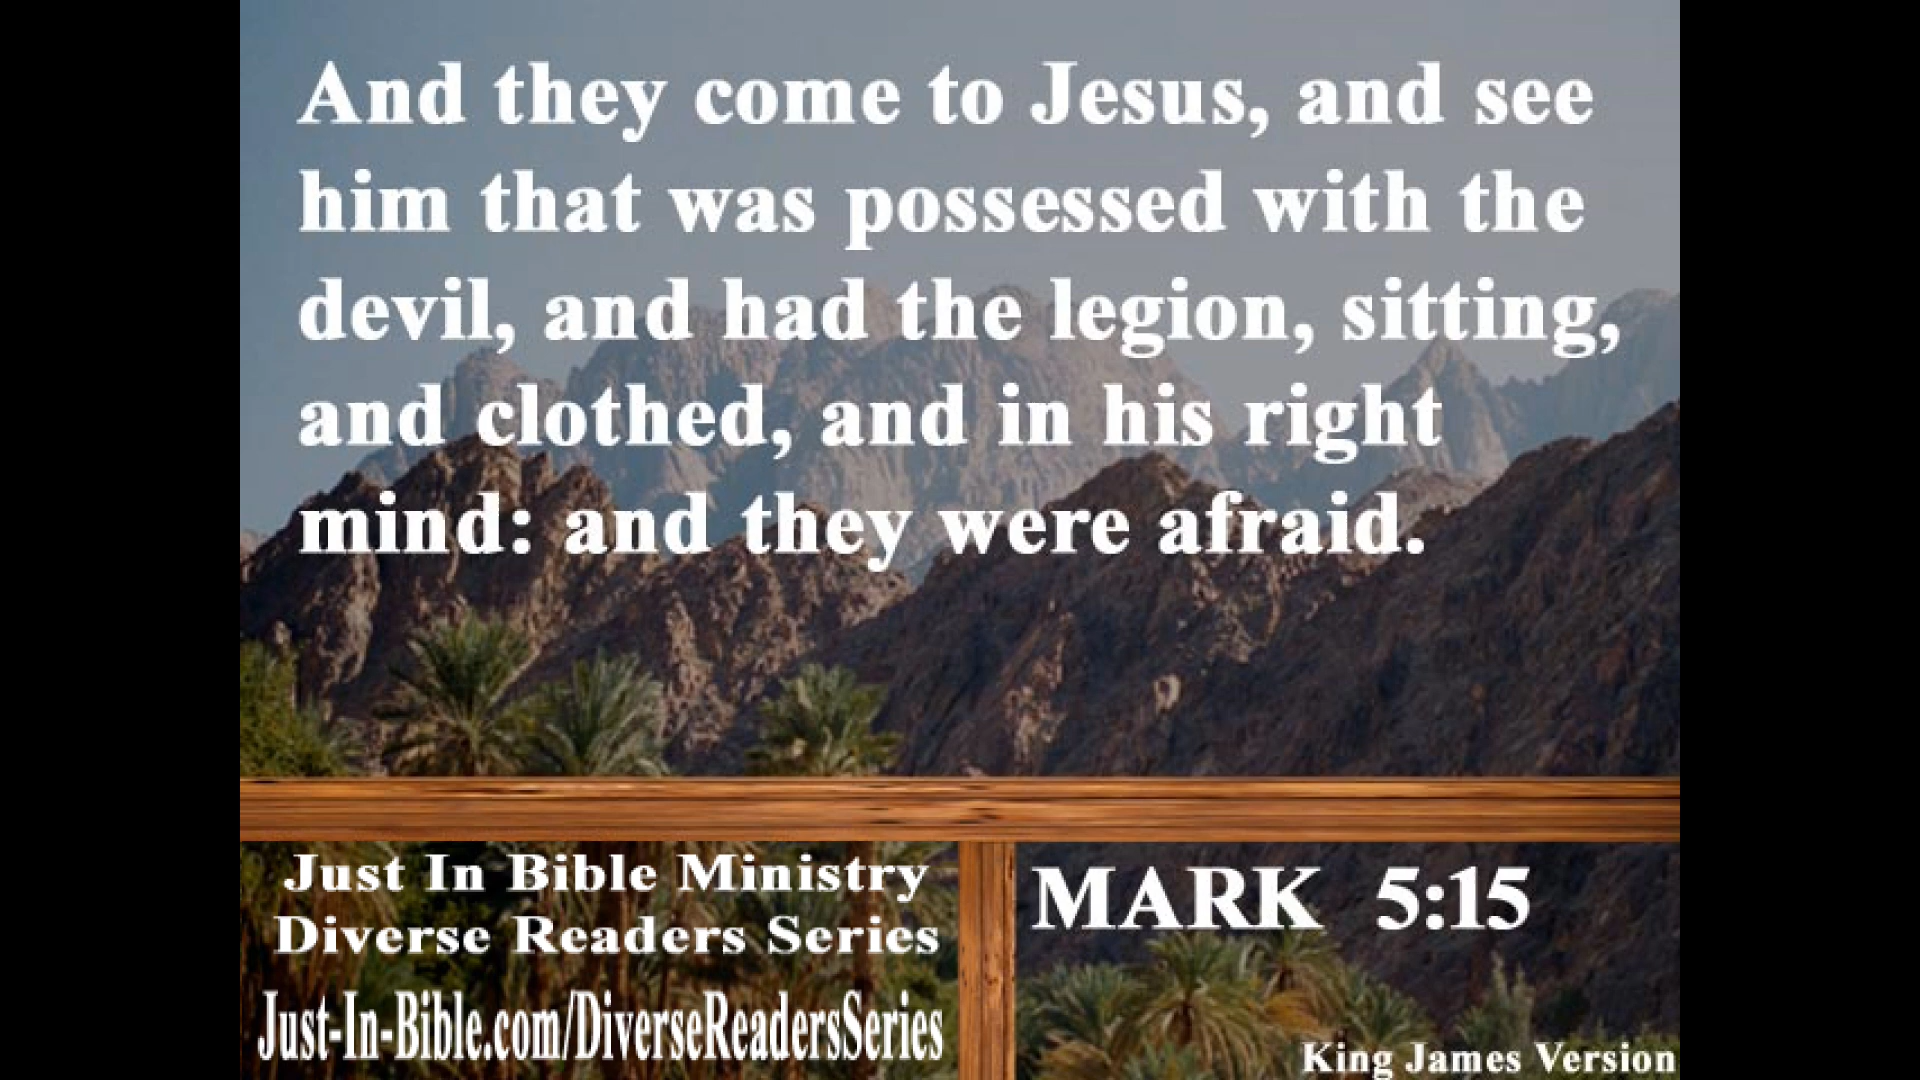 And they come to Jesus, and see
him that was possessed with the
devil, and had the legion, sitting,
and clothed, and in his right
mind: and they were afraid.
Just In Bible Ministry
Diverse Readers Series
Just-In-Bible.com/DiverseReadersSeries
MARK 5:15
King James Version